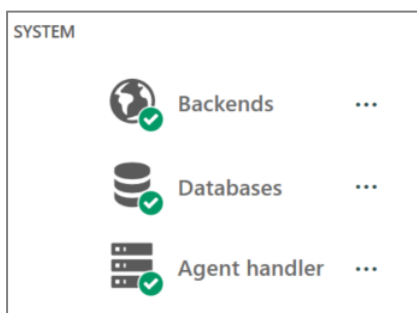 SYSTEM
Backends ...
Databases ...
Agent handler ...